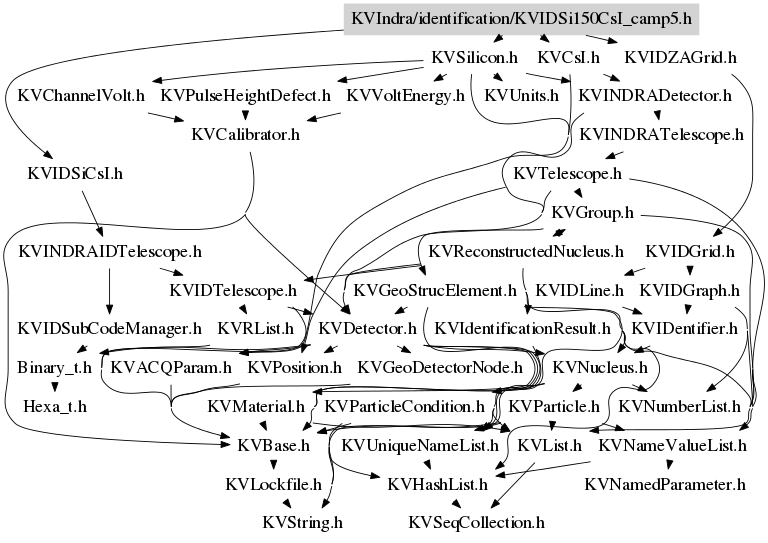 KVIndra/identification/KVIDSi150CsI_camp5.h
KVSilicon.h KVCsI.h KVIDZAGrid.h
KVChannelVolt.h KVPulseHeightDefect.h KVVoltEnergy.h KVUnits.h KVINDRADetector.h
KVCalibrator.h KVINDRATelescope.h
KVIDSiCsI.h KVTelescope.h
KVGroup.h
KVINDRAIDTelescope.h KVReconstructedNucleus.h KVIDGrid.h
KVIDTelescope.h KVGeoStrucElement.h KVIDLine.h KVIDGraph.h
KVIDSubCodeManager.h KVRList.h KVDetector.h KVIdentificationResult.h KVIDentifier.h
Binary_t.h KVACQParam.h KVPosition.h KVGeoDetectorNode.h KVNucleus.h
Hexa_t.h KVMaterial.h KVParticleCondition.h KVParticle.h KVNumberList.h
KVBase.h KVUniqueNameList.h KVList.h KVNameValueList.h
KVLockfile.h KVHashList.h KVNamedParameter.h
KVString.h KVSeqCollection.h